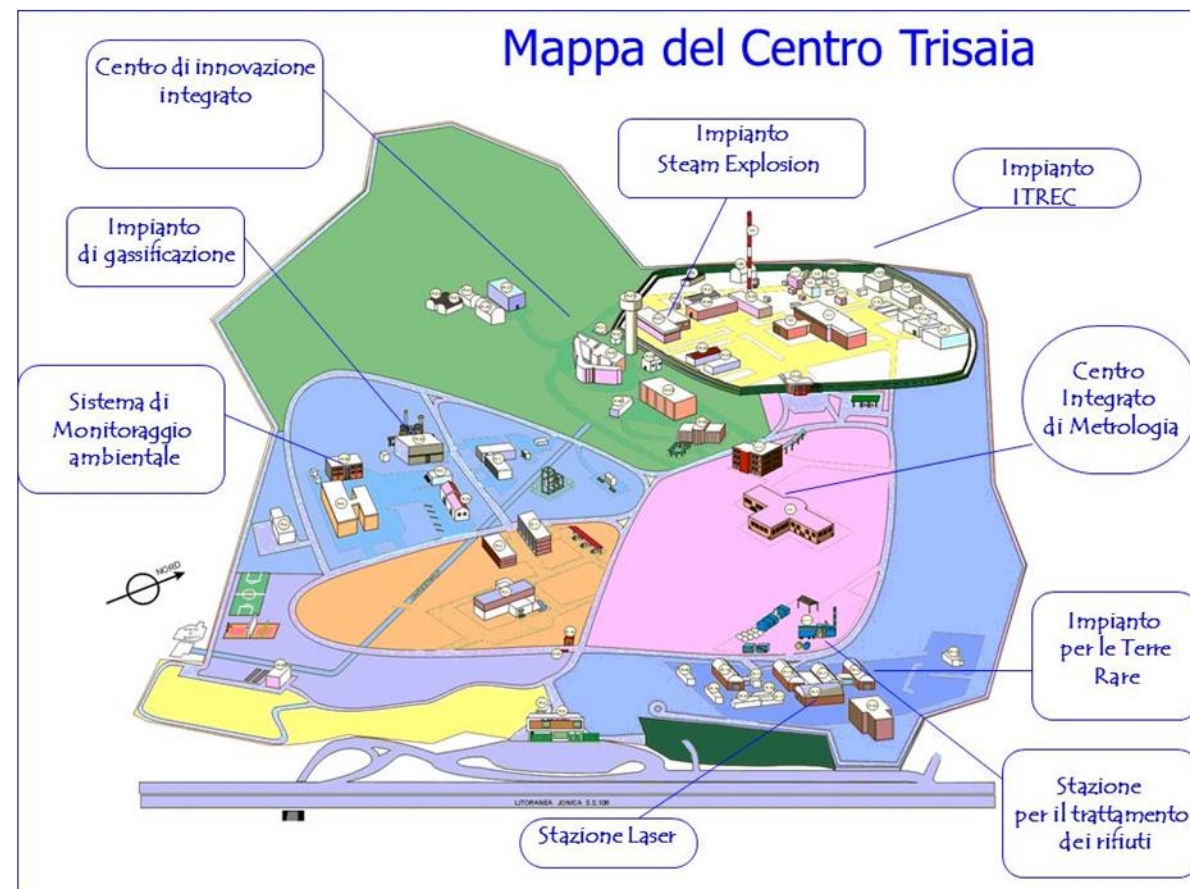 Mappa del Centro Trisaia
Centro di innovazione
integrato
Impianto
Steam Explosion
Impianto
ITREC
Impianto
di gassificazione
Centro
Integrato
di Metrologia
Sistema di
Monitoraggio
ambientale
NORD
Impianto
per le Terre
Rare
Stazione
per il trattamento
dei rifiuti
LITORANEA JONICA S.S.106
Stazione Laser